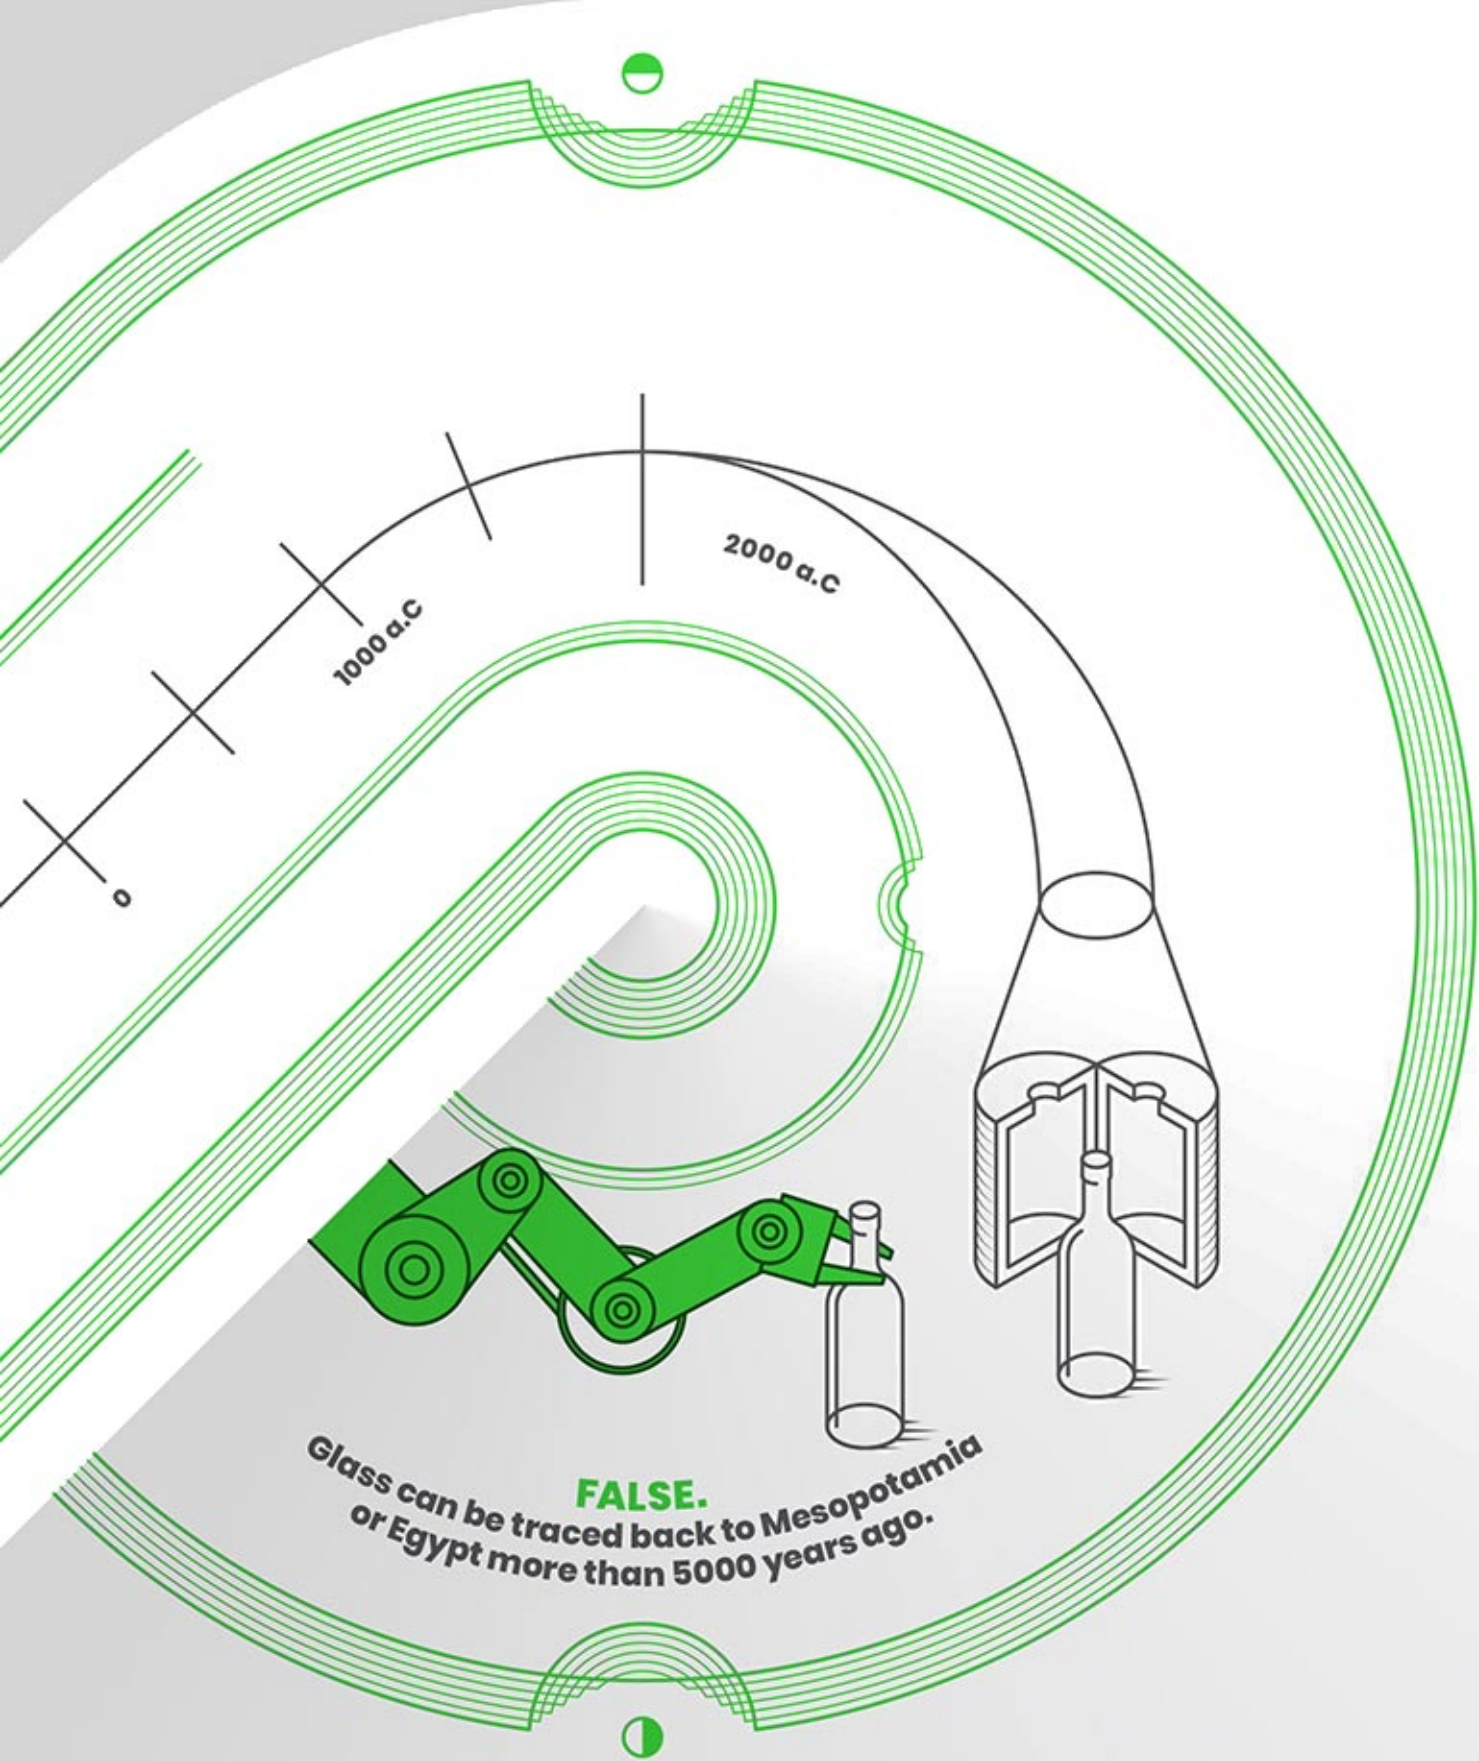 2000 a.C
1000 a.C
0
FALSE.
Glass can be traced back to Mesopotamia
or Egypt more than 5000 years ago.